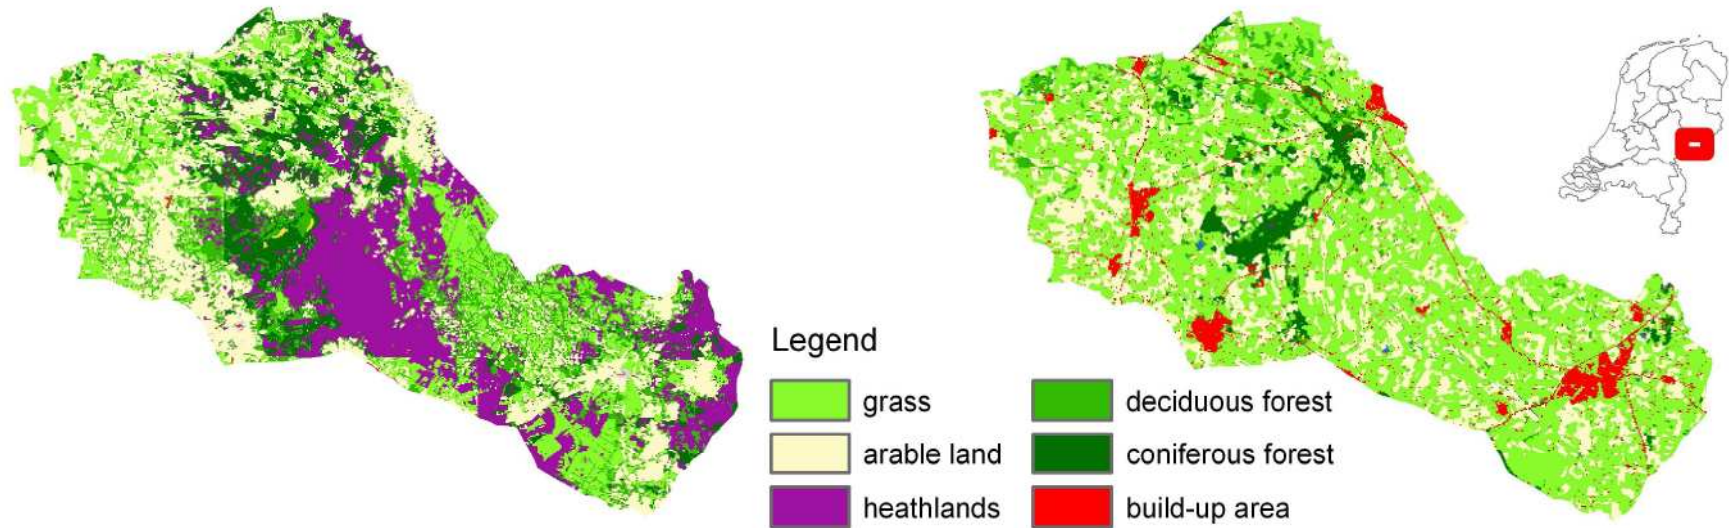 Legend
grass
deciduous forest
arable land
coniferous forest
heathlands
build-up area